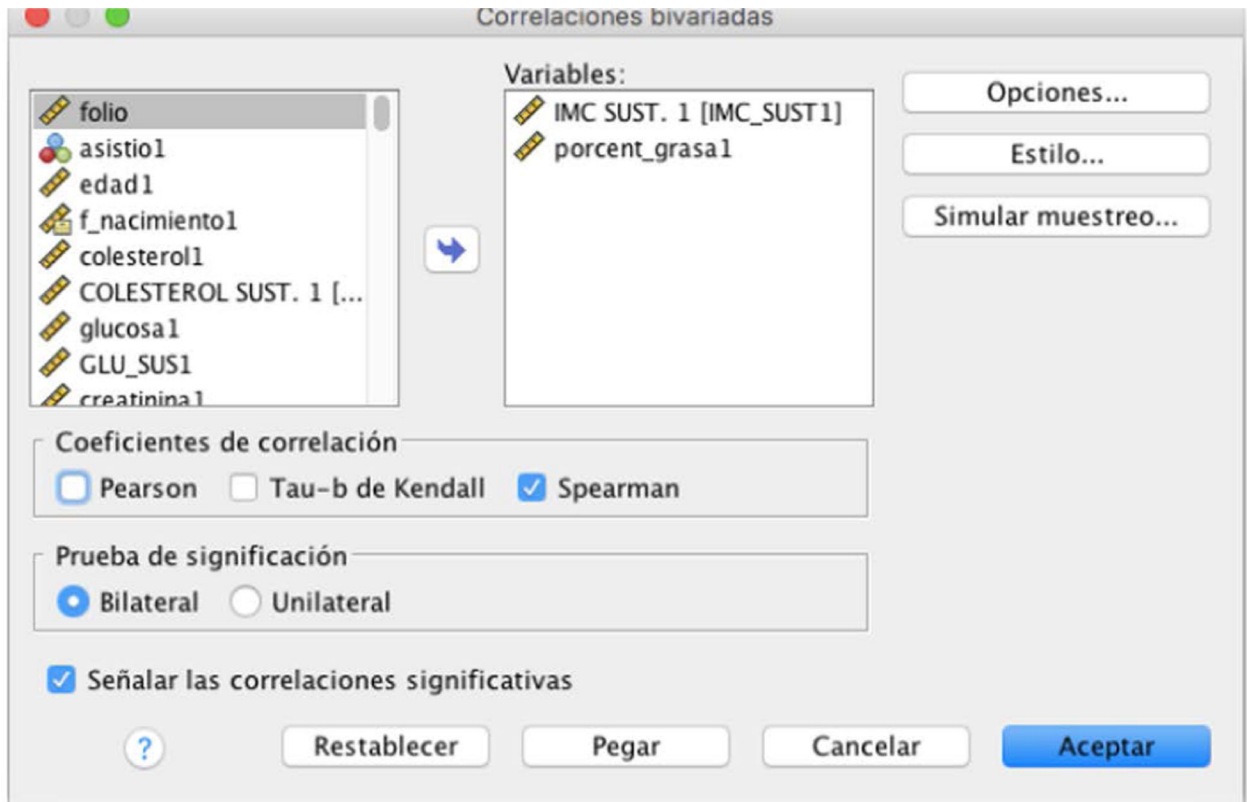 Correlaciones bivariadas
Variables:
folio
asistio1
edad1
f_nacimiento1
colesterol1
COLESTEROL SUST. 1 [...
glucosa1
GLU_SUS1
creatinina1
IMC SUST. 1 [IMC_SUST1]
porcent_grasa1
Opciones...
Estilo...
Simular muestreo...
Coeficientes de correlación
Pearson
Tau-b de Kendall
Spearman
Prueba de significación
Bilateral
Unilateral
Señalar las correlaciones significativas
?
Restablecer
Pegar
Cancelar
Aceptar